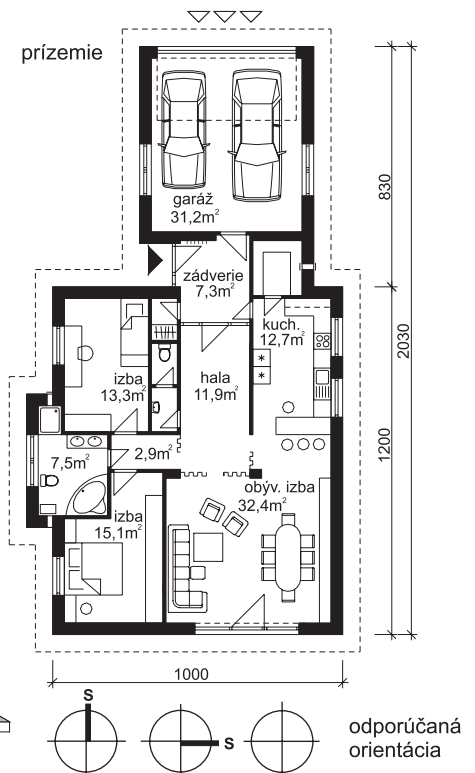 prízemie
garáž
31,2m²
830
zádverie
7,3m²
2030
kuch.
12,7m²
izba
13,3m²
hala
11,9m²
1200
7,5m²
2,9m²
obýv. izba
32,4m²
izba
15,1m²
1000
S
S
odporúčaná
orientácia